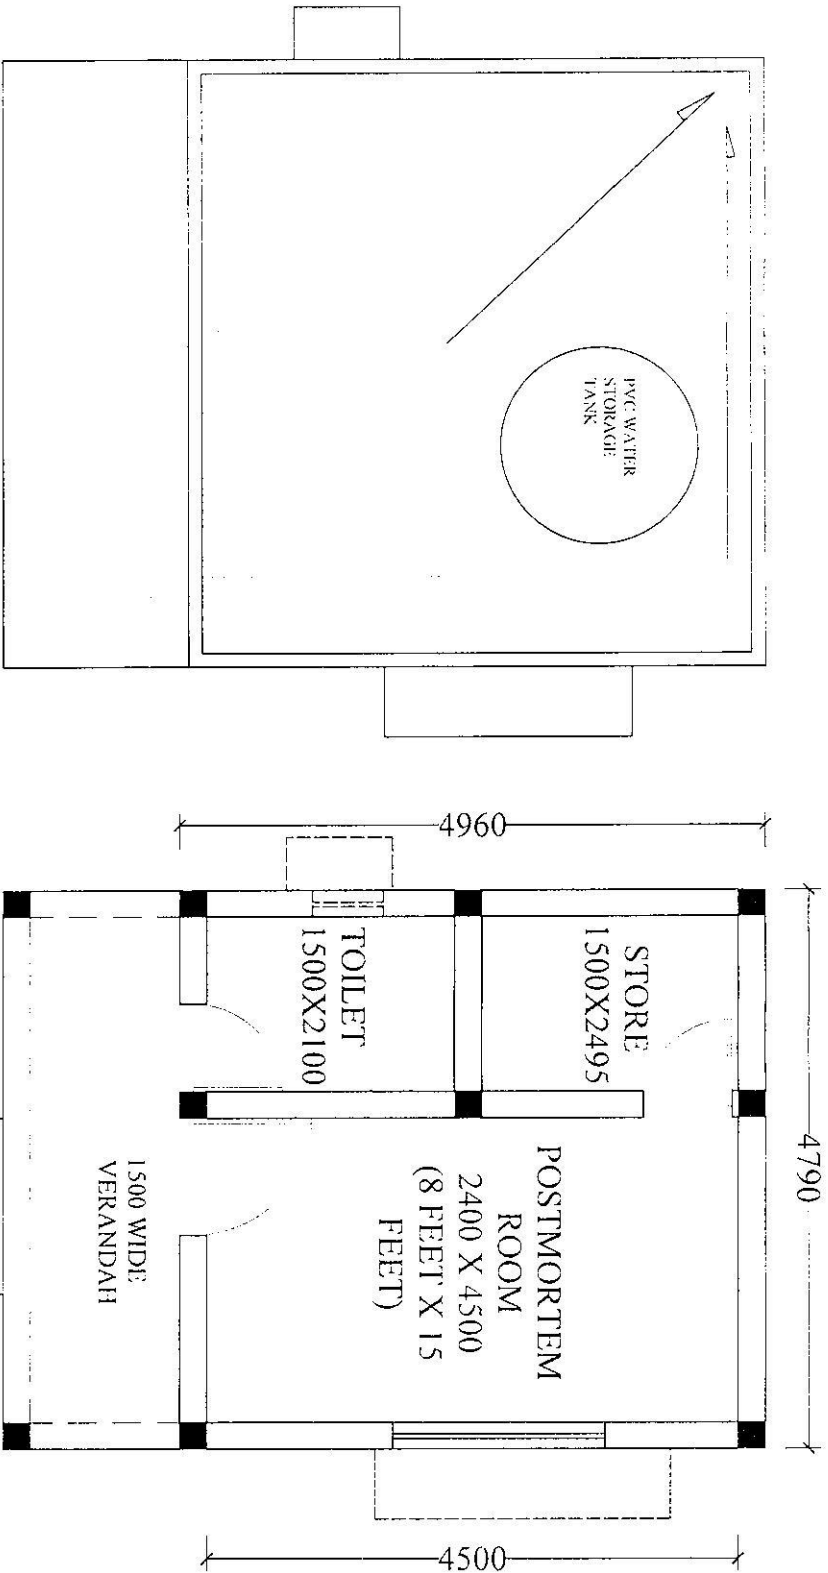 PVC WATER
STORAGE
TANK
4960
4790
STORE
1500X2495
TOILET
1500X2100
POSTMORTEM
ROOM
2400 X 4500
(8 FEET X 15
FEET)
1500 WIDE
VERANDAH
4500